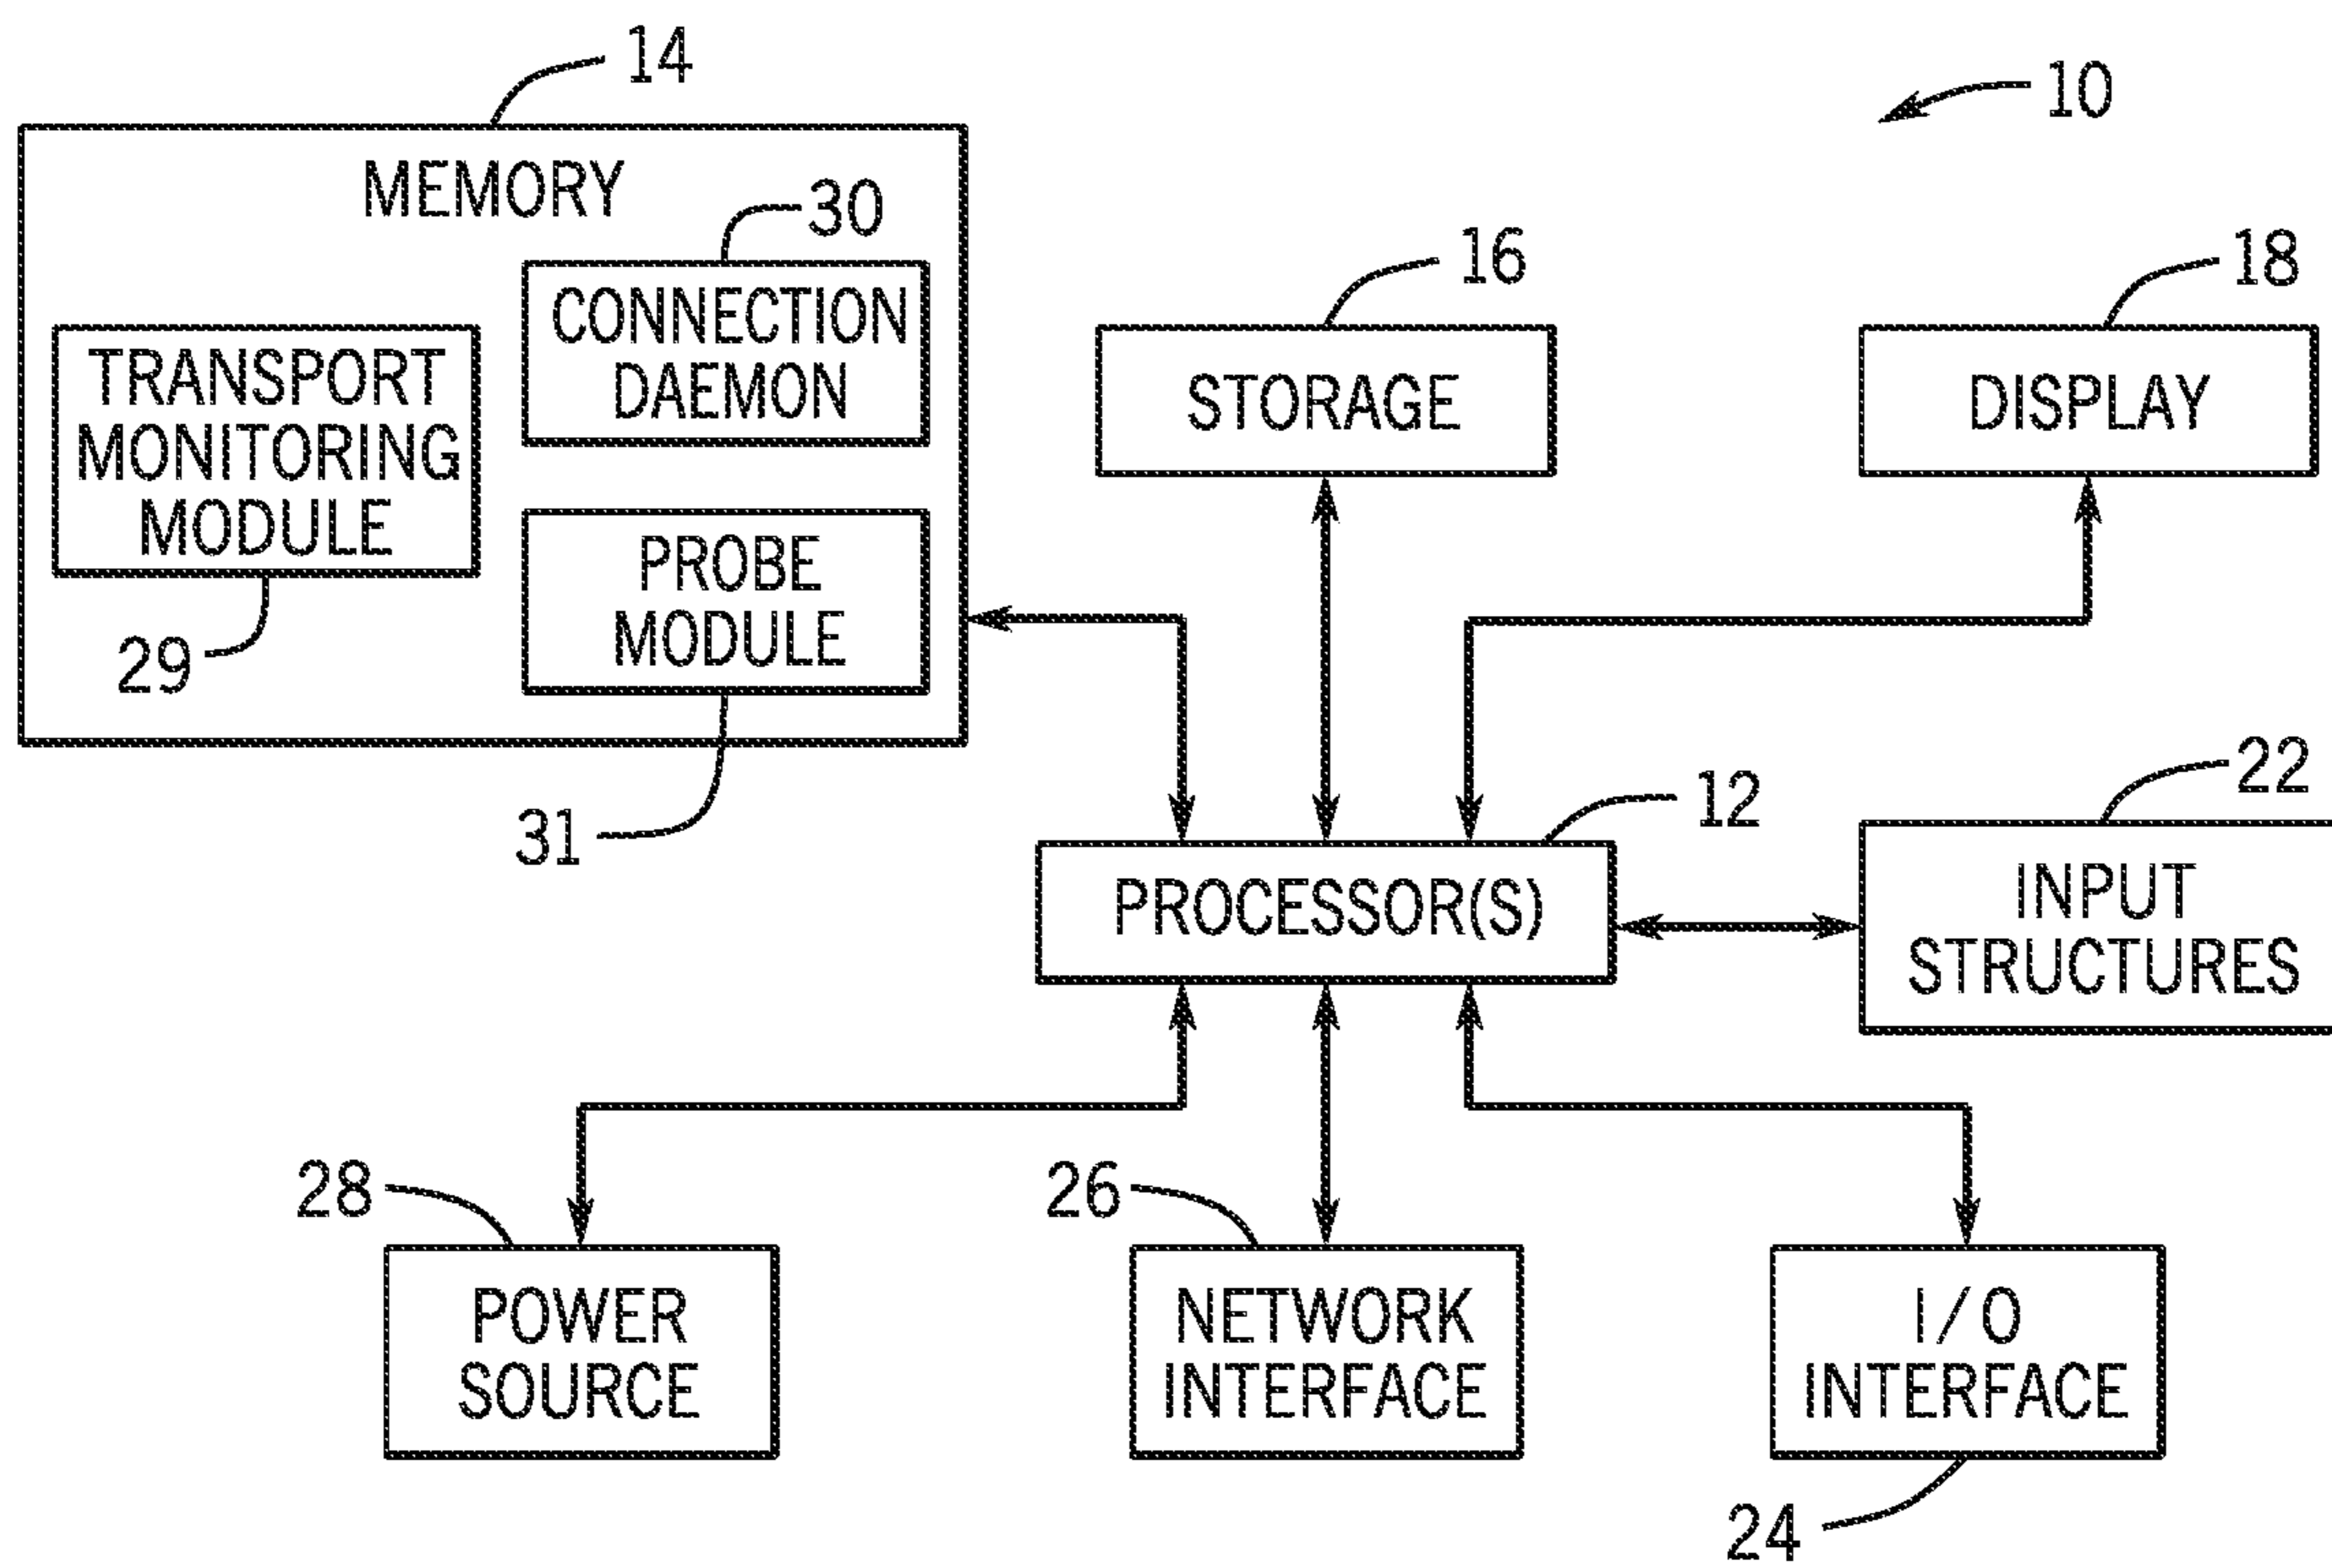 14
10
MEMORY
30
CONNECTION
DAEMON
TRANSPORT
MONITORING
MODULE
29
PROBE
MODULE
31
16
STORAGE
18
DISPLAY
12
PROCESSOR(S)
22
INPUT
STRUCTURES
28
POWER
SOURCE
26
NETWORK
INTERFACE
I/O
INTERFACE
24